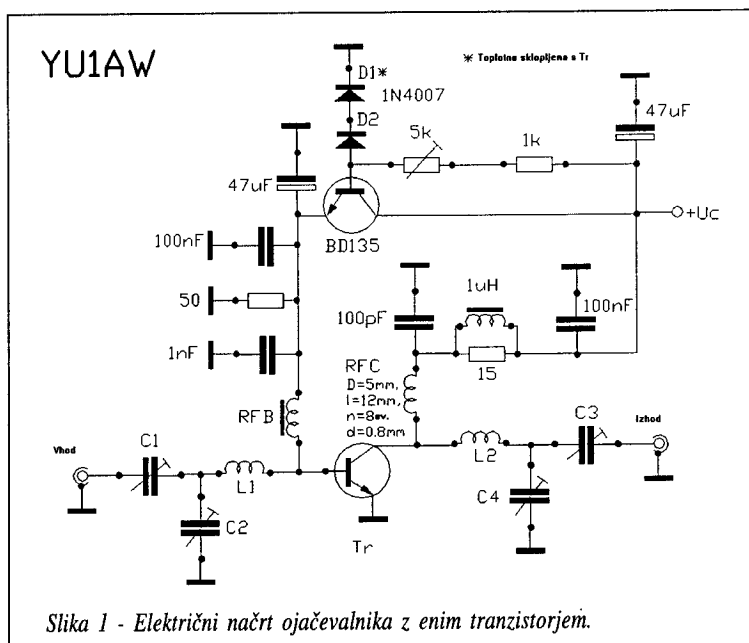 YU1AW
D1*
* Toplotno sklopljena s Tr
1N4007
D2
5k
1k
47uF
47uF
+Uc
BD135
100nF
1uH
50
100pF
100nF
1nF
15
RFC
D=5mm,
l=12mm,
n=8ov.
d=0.8mm
RFB
C1
C3
Vhod
Izhod
L1
L2
C2
C4
Tr
Slika 1 - Električni načrt ojačevalnika z enim tranzistorjem.